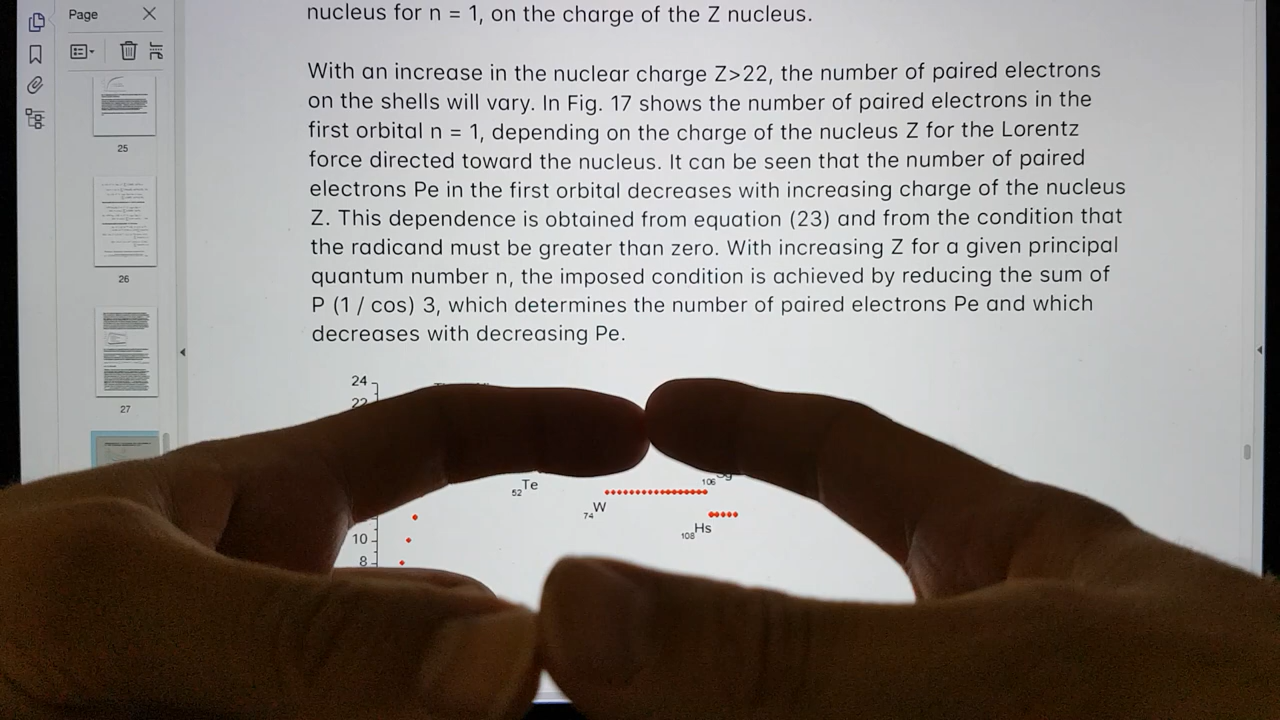 Page
nucleus for n = 1, on the charge of the Z nucleus.
With an increase in the nuclear charge Z>22, the number of paired electrons
on the shells will vary. In Fig. 17 shows the number of paired electrons in the
first orbital n = 1, depending on the charge of the nucleus Z for the Lorentz
force directed toward the nucleus. It can be seen that the number of paired
electrons Pe in the first orbital decreases with increasing charge of the nucleus
Z. This dependence is obtained from equation (23) and from the condition that
the radicand must be greater than zero. With increasing Z for a given principal
quantum number n, the imposed condition is achieved by reducing the sum of
P (1 / cos) 3, which determines the number of paired electrons Pe and which
decreases with decreasing Pe.
25
26
27
24
22
52Te
106Sg
74W
108Hs
10
8